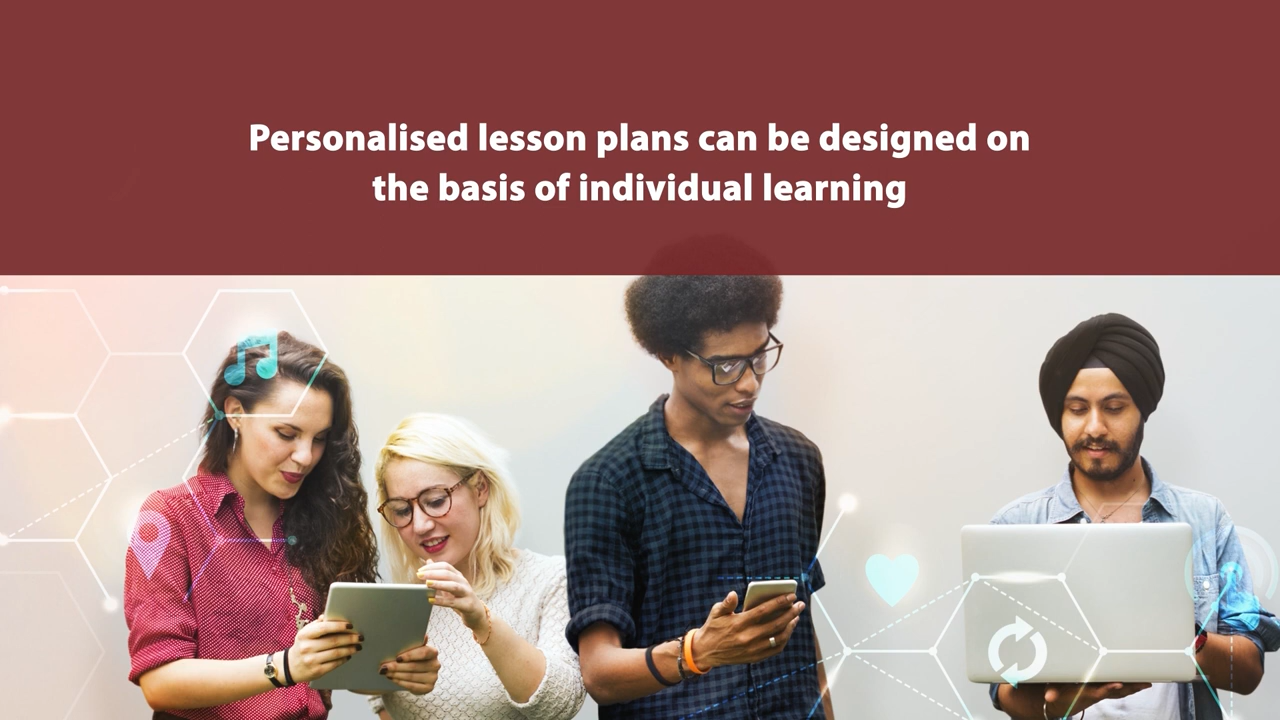 Personalised lesson plans can be designed on
the basis of individual learning